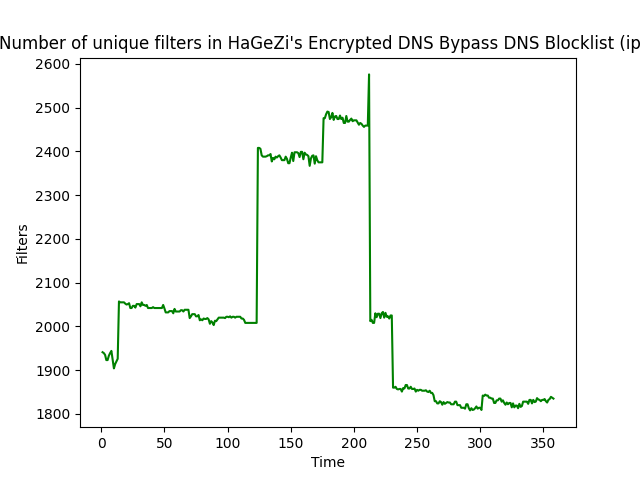 Number of unique filters in HaGeZi's Encrypted DNS Bypass DNS Blocklist (ip
2600
2500
2400
2300
2200
2100
2000
1900
1800
Filters
0 50 100 150 200 250 300 350
Time